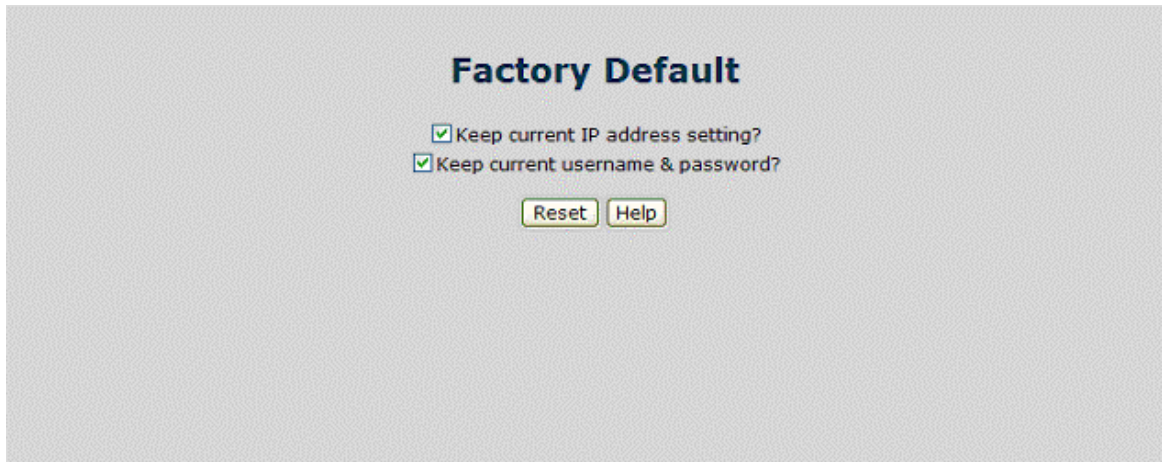 Factory Default
Keep current IP address setting?
Keep current username & password?
Reset Help